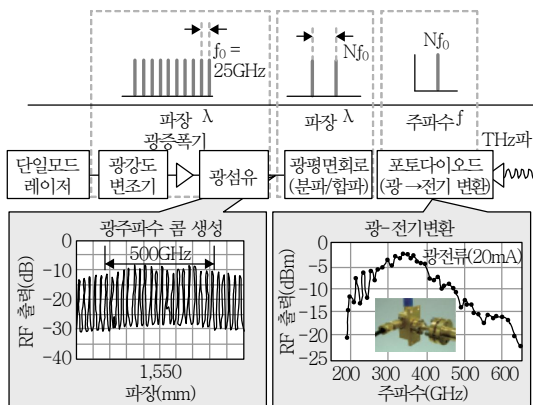 f0 =
25GHz
Nf0
Nf0
파장 λ
파장 λ
주파수 f
광증폭기
THz파
단일모드
레이저
광강도
변조기
광섬유
광평면회로
(분파/합파)
포토다이오드
(광→전기 변환)
광주파수 콤 생성
500GHz
RF 출력(dB)
0
-10
-20
-30
-40
1,550
파장(mm)
광-전기변환
광전류(20mA)
RF 출력(dBm)
0
-5
-10
-15
-20
-25
200 300 400 500 600
주파수(GHz)